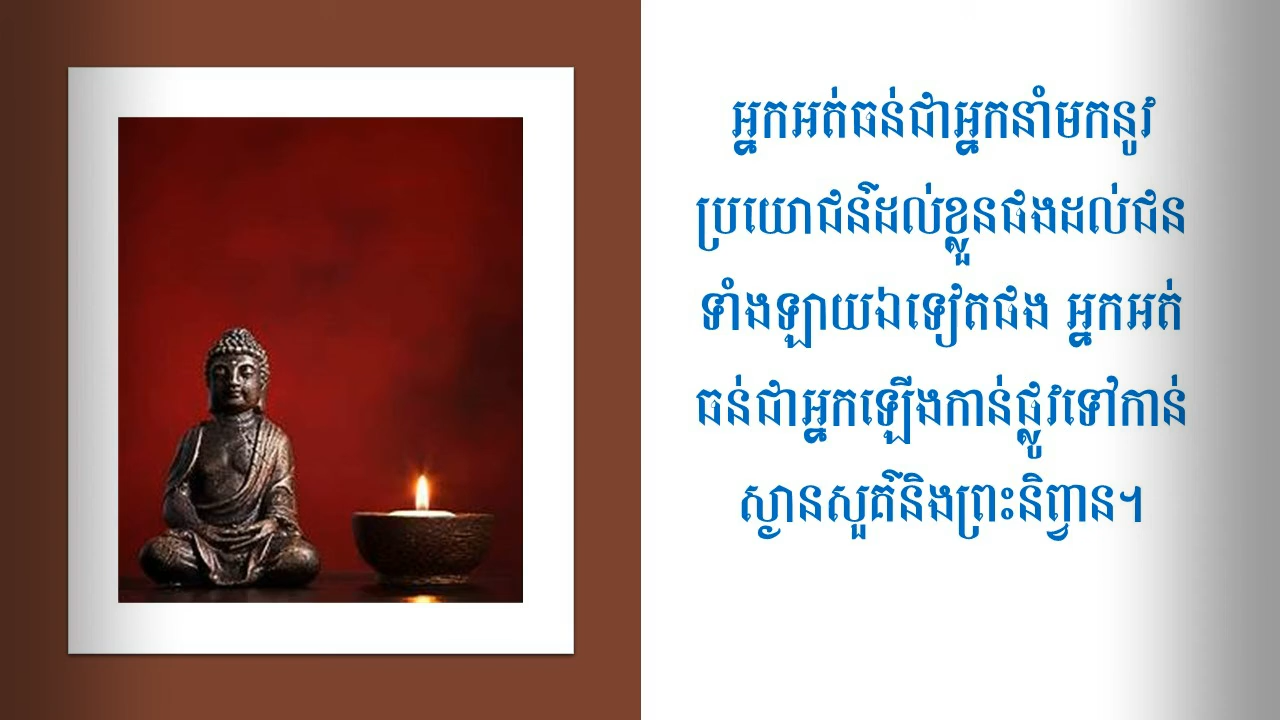 អ្នកអត់ធន់ជាអ្នកនាំមកនូវ
ប្រយោជន៍ដល់ខ្លួនផងដល់ជន
ទាំងឡាយឯទៀតផង អ្នកអត់
ធន់ជាអ្នកឡើងកាន់ផ្លូវទៅកាន់
ស្ថានសួគ៌និងព្រះនិព្វាន។